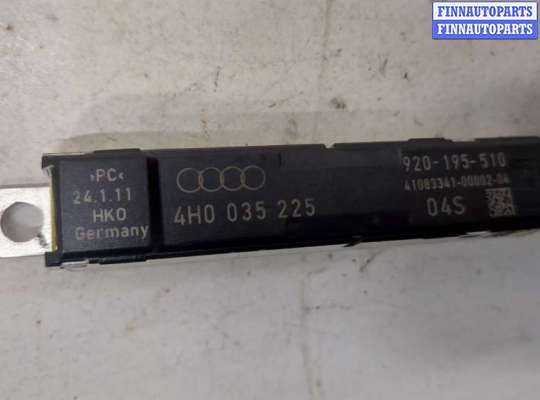 FINNAUTOPARTS
FINNAUTOPARTS
›PC‹
24.1.11
HKO
Germany
4H0 035 225
920-195-510
41083341-00002-04
04S